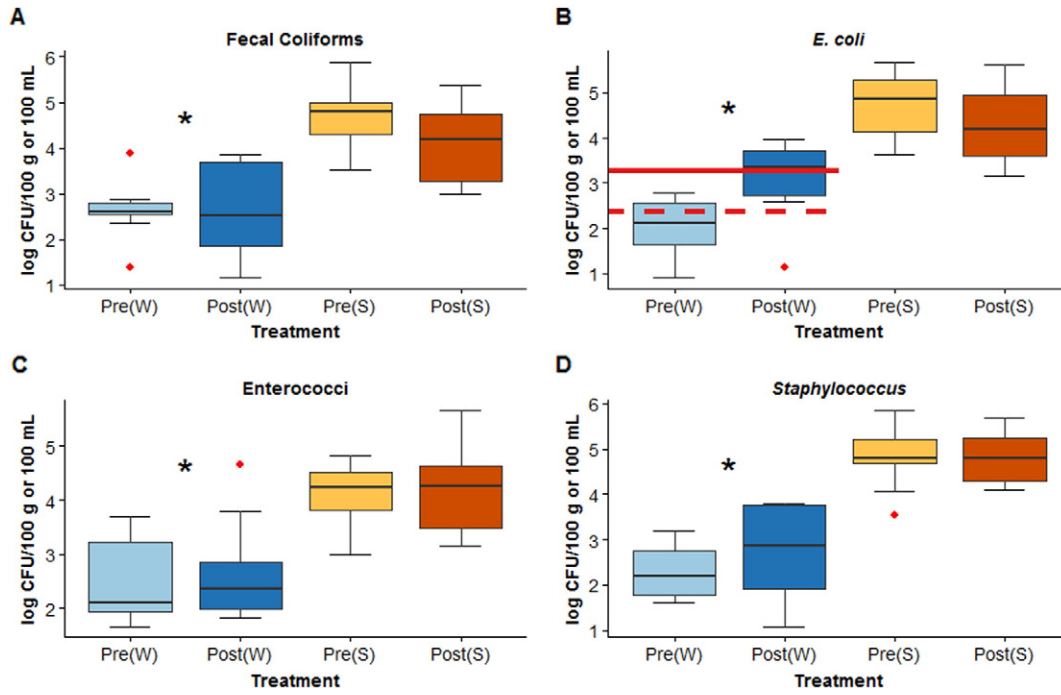 A
Fecal Coliforms
log CFU/100 g or 100 mL
6
5
4
3
2
1
*
Pre(W) Post(W) Pre(S) Post(S)
Treatment
B
E. coli
log CFU/100 g or 100 mL
5
4
3
2
1
*
Pre(W) Post(W) Pre(S) Post(S)
Treatment
C
Enterococci
log CFU/100 g or 100 mL
5
4
3
2
*
Pre(W) Post(W) Pre(S) Post(S)
Treatment
D
Staphylococcus
log CFU/100 g or 100 mL
6
5
4
3
2
1
*
Pre(W) Post(W) Pre(S) Post(S)
Treatment